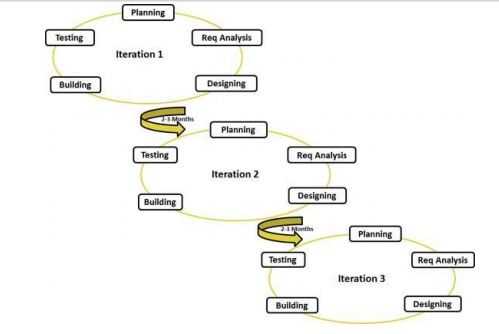 Planning
Testing
Req Analysis
Iteration 1
Building
Designing
2-3 Months
Planning
Testing
Req Analysis
Iteration 2
Building
Designing
2-3 Months
Planning
Testing
Req Analysis
Iteration 3
Building
Designing